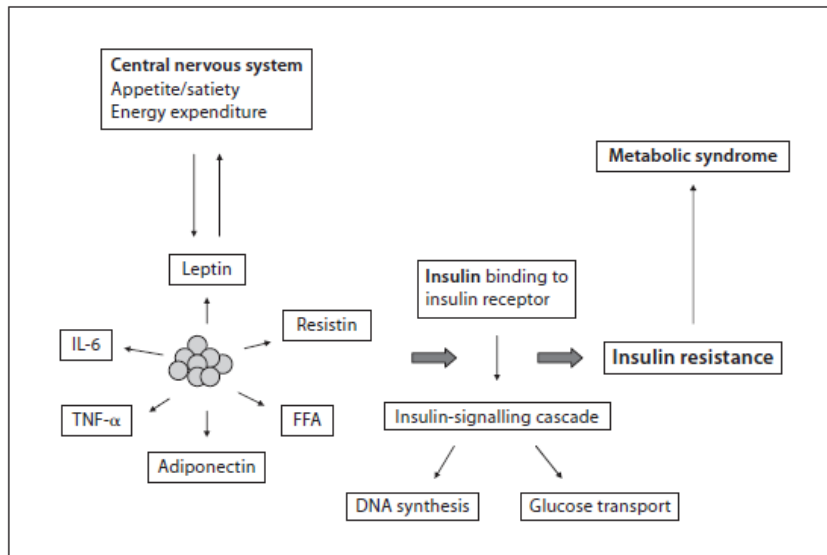 Central nervous system
Appetite/satiety
Energy expenditure
Metabolic syndrome
Leptin
Insulin binding to
insulin receptor
Resistin
IL-6
Insulin resistance
TNF-α
FFA
Insulin-signalling cascade
Adiponectin
DNA synthesis
Glucose transport